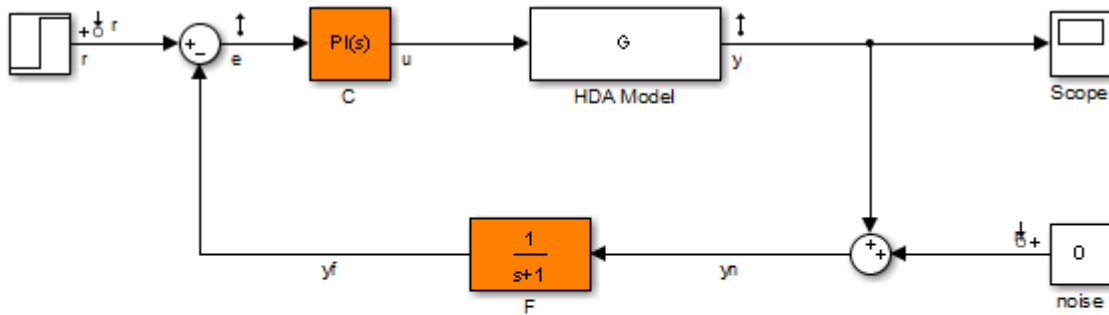 r
r
+
-
e
PI(s)
C
u
G
HDA Model
y
Scope
yf
1
s+1
F
yn
+
+
+
0
noise